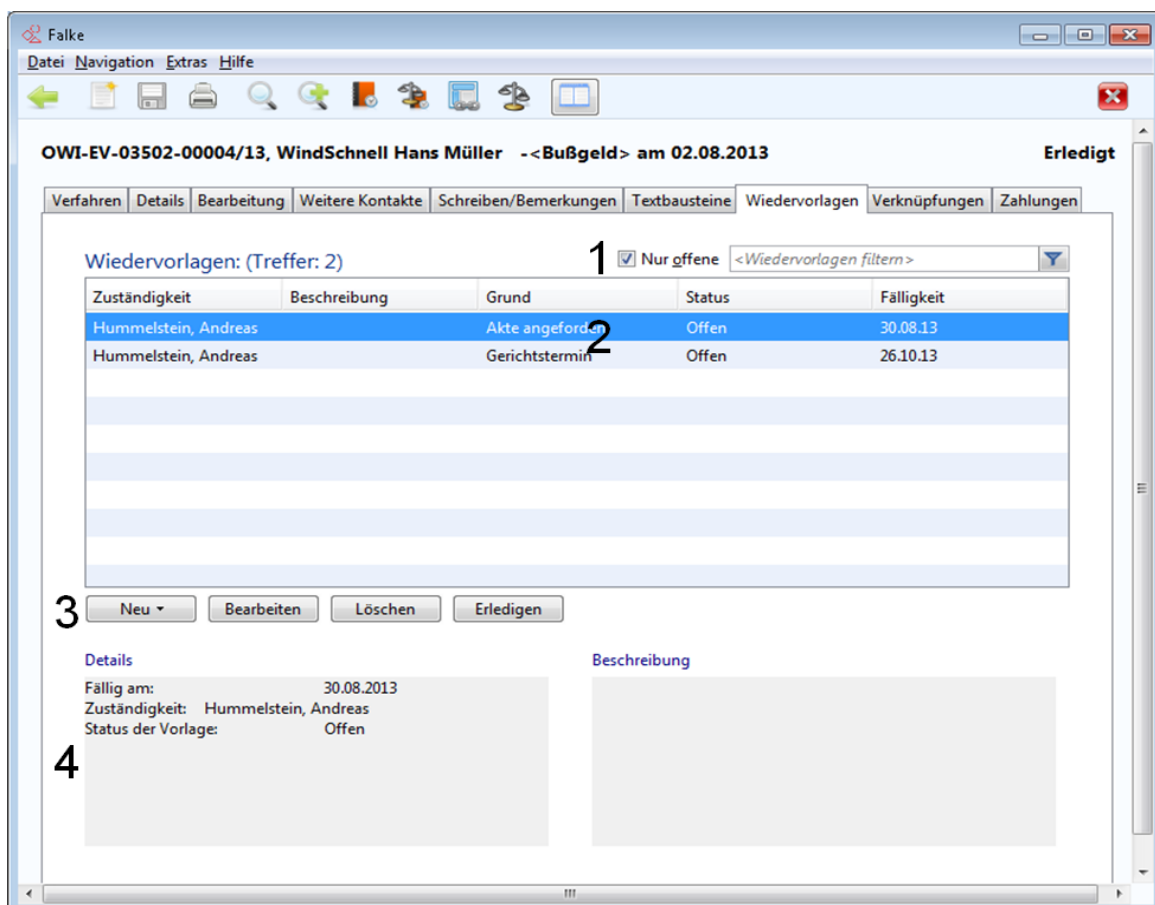 Falke
Datei Navigation Extras Hilfe
OWI-EV-03502-00004/13, WindSchnell Hans Müller -<Bußgeld> am 02.08.2013 Erledigt
Verfahren Details Bearbeitung Weitere Kontakte Schreiben/Bemerkungen Textbausteine Wiedervorlagen Verknüpfungen Zahlungen
Wiedervorlagen: (Treffer: 2) 1 Nur offene <Wiedervorlagen filtern>
Zuständigkeit Beschreibung Grund Status Fälligkeit
Hummelstein, Andreas Akte angefordert Offen 30.08.13
2
Hummelstein, Andreas Gerichtstermin Offen 26.10.13
3 Neu Bearbeiten Löschen Erledigen
Details Beschreibung
Fällig am: 30.08.2013
Zuständigkeit: Hummelstein, Andreas
Status der Vorlage: Offen
4